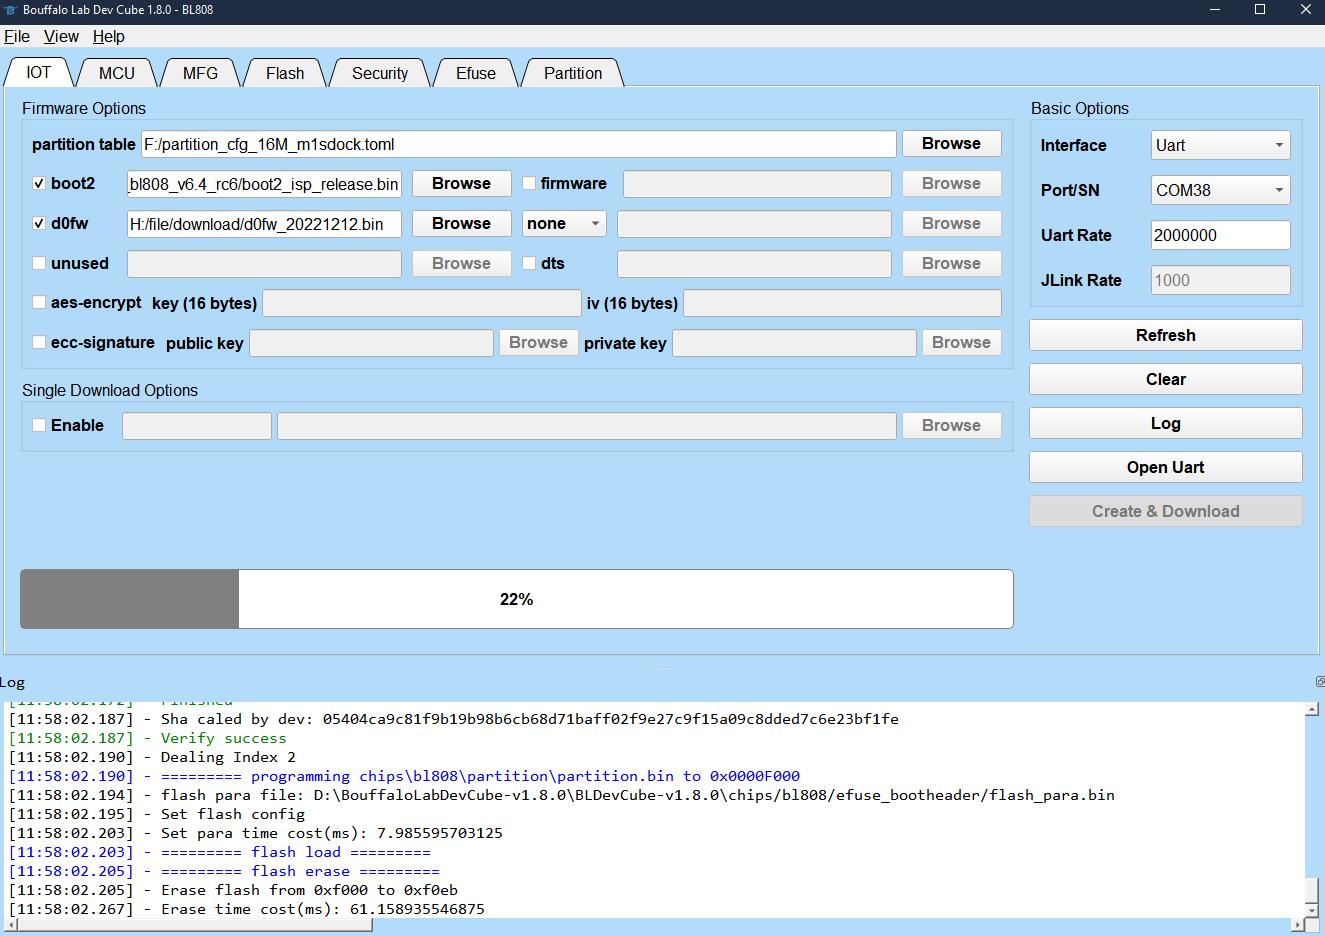 Bouffalo Lab Dev Cube 1.8.0 - BL808
File View Help
IOT MCU MFG Flash Security Efuse Partition
Firmware Options
partition table F:/partition_cfg_16M_m1sdock.toml Browse
boot2 bl808_v6.4_rc6/boot2_isp_release.bin Browse firmware Browse
d0fw H:/file/download/d0fw_20221212.bin Browse none Browse
unused Browse dts Browse
aes-encrypt key (16 bytes) iv (16 bytes)
ecc-signature public key Browse private key Browse
Single Download Options
Enable Browse
22%
Basic Options
Interface Uart
Port/SN COM38
Uart Rate 2000000
JLink Rate 1000
Refresh
Clear
Log
Open Uart
Create & Download
Log
[11:58:02.172] - Finished
[11:58:02.187] - Sha caled by dev: 05404ca9c81f9b19b98b6cb68d71baff02f9e27c9f15a09c8dded7c6e23bf1fe
[11:58:02.187] - Verify success
[11:58:02.190] - Dealing Index 2
[11:58:02.190] - ========= programming chips\bl808\partition\partition.bin to 0x0000F000
[11:58:02.194] - flash para file: D:\BouffaloLabDevCube-v1.8.0\BLDevCube-v1.8.0\chips/bl808/efuse_bootheader/flash_para.bin
[11:58:02.195] - Set flash config
[11:58:02.203] - Set para time cost(ms): 7.985595703125
[11:58:02.203] - ========= flash load =========
[11:58:02.205] - ========= flash erase =========
[11:58:02.205] - Erase flash from 0xf000 to 0xf0eb
[11:58:02.267] - Erase time cost(ms): 61.158935546875